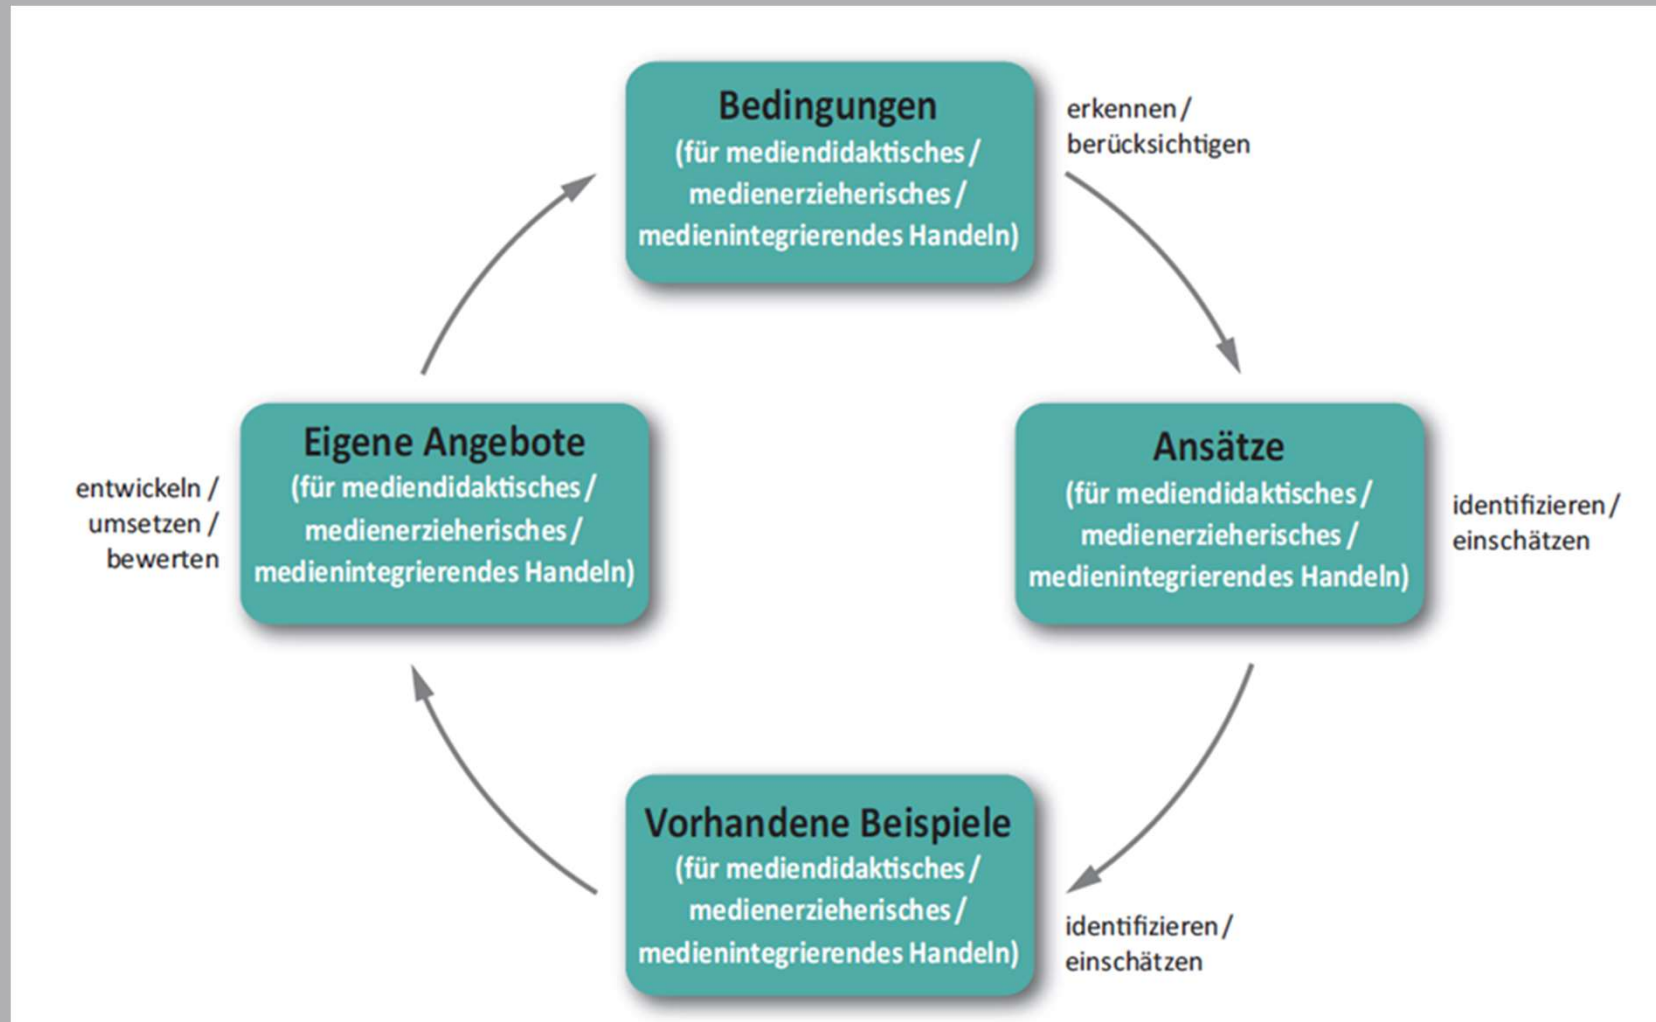 Bedingungen
(für mediendidaktisches /
medienerzieherisches /
medienintegrierendes Handeln)
erkennen /
berücksichtigen
Ansätze
(für mediendidaktisches /
medienerzieherisches /
medienintegrierendes Handeln)
identifizieren /
einschätzen
Vorhandene Beispiele
(für mediendidaktisches /
medienerzieherisches /
medienintegrierendes Handeln)
identifizieren /
einschätzen
Eigene Angebote
(für mediendidaktisches /
medienerzieherisches /
medienintegrierendes Handeln)
entwickeln /
umsetzen /
bewerten